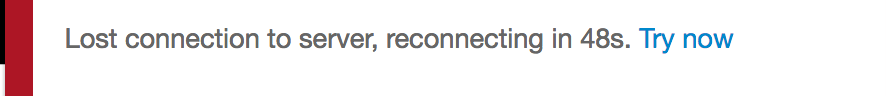 Lost connection to server, reconnecting in 48s. Try now